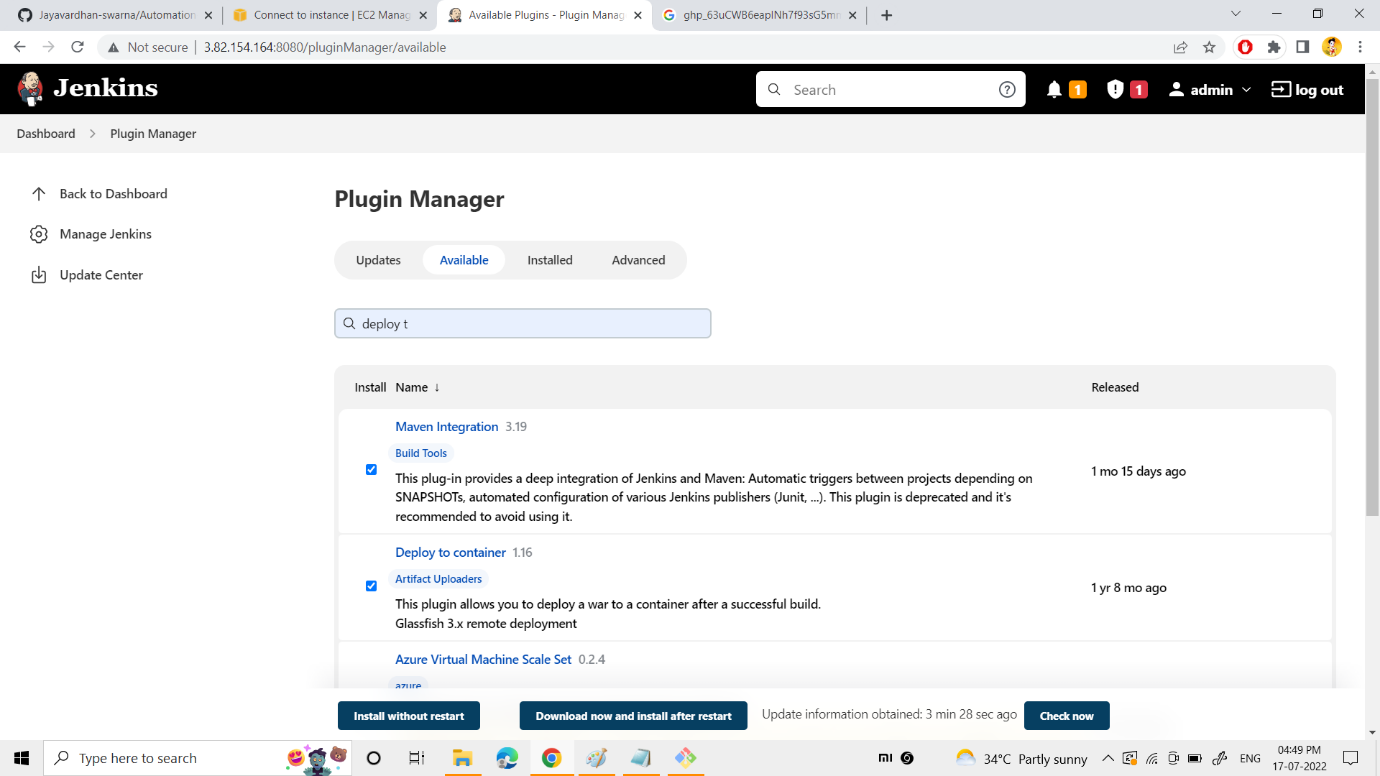 Jayavardhan-swarna/Automation
Connect to instance | EC2 Manag
Available Plugins - Plugin Manag
Not secure
3.82.154.164:8080/pluginManager/available
Jenkins
Search
1
1
admin
log out
Dashboard
Plugin Manager
Back to Dashboard
Manage Jenkins
Update Center
Plugin Manager
Updates
Available
Installed
Advanced
deploy t
Install
Name ↓
Released
Maven Integration 3.19
Build Tools
This plug-in provides a deep integration of Jenkins and Maven: Automatic triggers between projects depending on
SNAPSHOTs, automated configuration of various Jenkins publishers (Junit, ...). This plugin is deprecated and it's
recommended to avoid using it.
1 mo 15 days ago
Deploy to container 1.16
Artifact Uploaders
This plugin allows you to deploy a war to a container after a successful build.
Glassfish 3.x remote deployment
1 yr 8 mo ago
Azure Virtual Machine Scale Set 0.2.4
azure
Install without restart
Download now and install after restart
Update information obtained: 3 min 28 sec ago
Check now
Type here to search
34°C Partly sunny
ENG
04:49 PM
17-07-2022